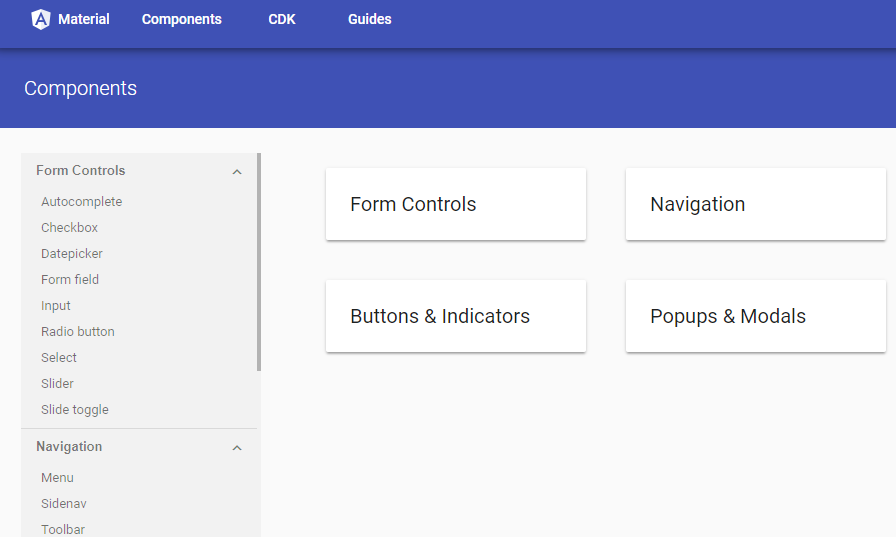 Material Components CDK Guides
Components
Form Controls
Autocomplete
Checkbox
Datepicker
Form field
Input
Radio button
Select
Slider
Slide toggle
Navigation
Menu
Sidenav
Toolbar
Form Controls
Navigation
Buttons & Indicators
Popups & Modals